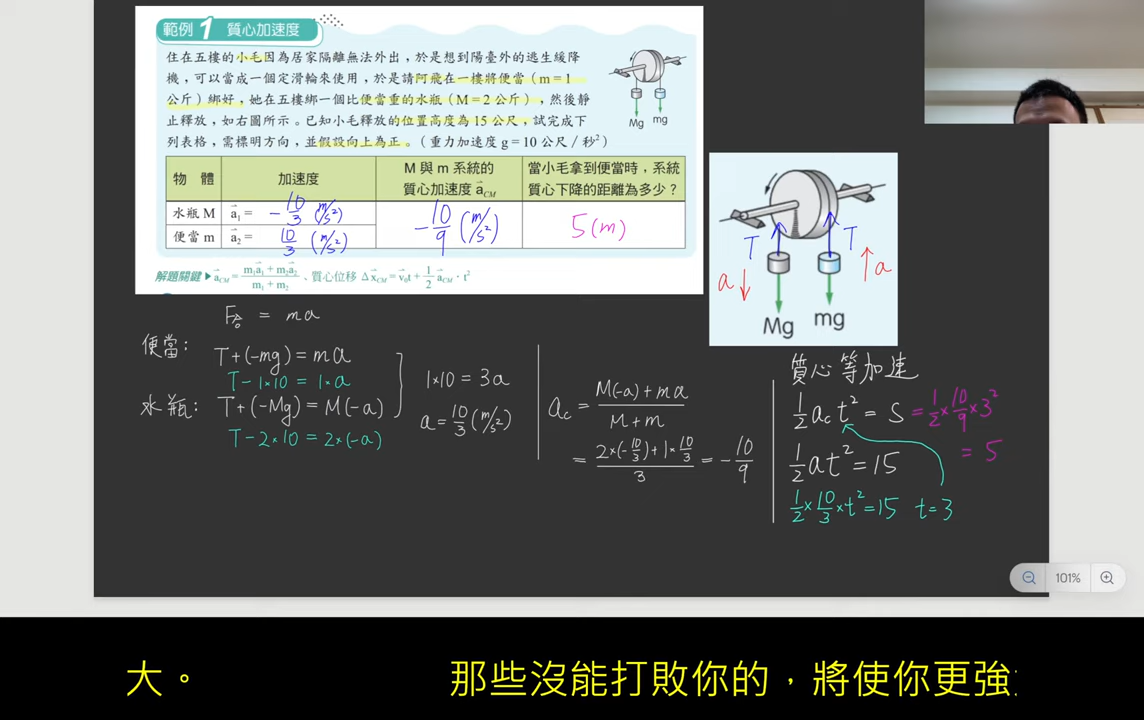 範例1 質心加速度
住在五樓的小毛因為居家隔離無法外出，於是想到陽臺外的逃生緩降
機，可以當成一個定滑輪來使用，於是請阿飛在一樓將便當（m＝1
公斤）綁好，她在五樓綁一個比便當重的水瓶（M＝2 公斤），然後靜
止釋放，如右圖所示。已知小毛釋放的位置高度為 15 公尺，試完成下
列表格，需標明方向，並假設向上為正。（重力加速度 g＝10 公尺／秒²）
Mg mg
物 體 加速度 M 與 m 系統的質心加速度 a⃗CM 當小毛拿到便當時，系統質心下降的距離為多少？
水瓶 M a⃗₁＝ -10/3 (m/s²) -10/9 (m/s²) 5(m)
便當 m a⃗₂＝ 10/3 (m/s²)
解題關鍵▶a⃗CM＝(m₁a⃗₁＋m₂a⃗₂)/(m₁＋m₂)、質心位移 Δx⃗CM＝v⃗₀t＋1/2 a⃗CM·t²
T T
a a
Mg mg
F合 = ma
便當: T+(-mg)=ma
T-1×10=1×a
水瓶: T+(-Mg)=M(-a)
T-2×10=2×(-a)
1×10=3a
a=10/3(m/s²)
ac = (M(-a)+ma)/(M+m)
= (2×(-10/3)+1×10/3)/3 = -10/9
質心等加速
1/2 ac t² = S = 1/2×10/9×3²
= 5
1/2 at² = 15
1/2×10/3×t²=15 t=3
101%
大。 那些沒能打敗你的，將使你更強